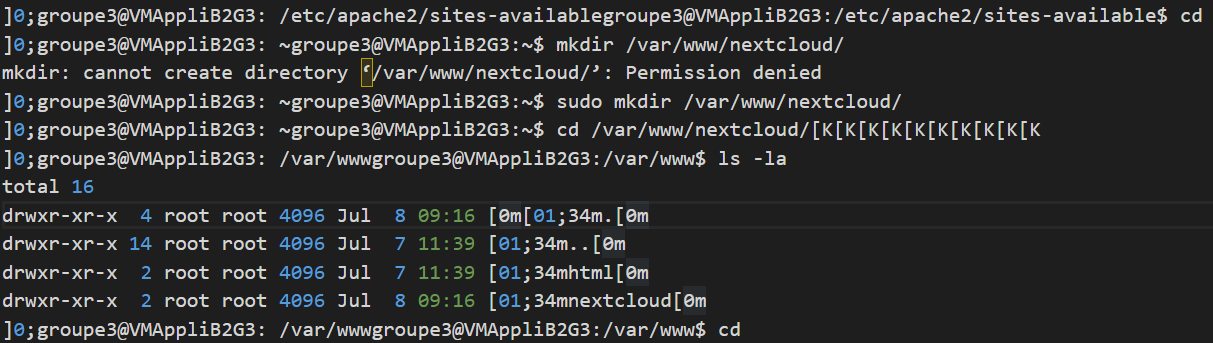 ]0;groupe3@VMAppliB2G3: /etc/apache2/sites-availablegroupe3@VMAppliB2G3:/etc/apache2/sites-available$ cd
]0;groupe3@VMAppliB2G3: ~groupe3@VMAppliB2G3:~$ mkdir /var/www/nextcloud/
mkdir: cannot create directory ‘/var/www/nextcloud/’: Permission denied
]0;groupe3@VMAppliB2G3: ~groupe3@VMAppliB2G3:~$ sudo mkdir /var/www/nextcloud/
]0;groupe3@VMAppliB2G3: ~groupe3@VMAppliB2G3:~$ cd /var/www/nextcloud/[K[K[K[K[K[K[K[K[K[K
]0;groupe3@VMAppliB2G3: /var/wwwgroupe3@VMAppliB2G3:/var/www$ ls -la
total 16
drwxr-xr-x  4 root root 4096 Jul  8 09:16 [0m[01;34m.[0m
drwxr-xr-x 14 root root 4096 Jul  7 11:39 [01;34m..[0m
drwxr-xr-x  2 root root 4096 Jul  7 11:39 [01;34mhtml[0m
drwxr-xr-x  2 root root 4096 Jul  8 09:16 [01;34mnextcloud[0m
]0;groupe3@VMAppliB2G3: /var/wwwgroupe3@VMAppliB2G3:/var/www$ cd